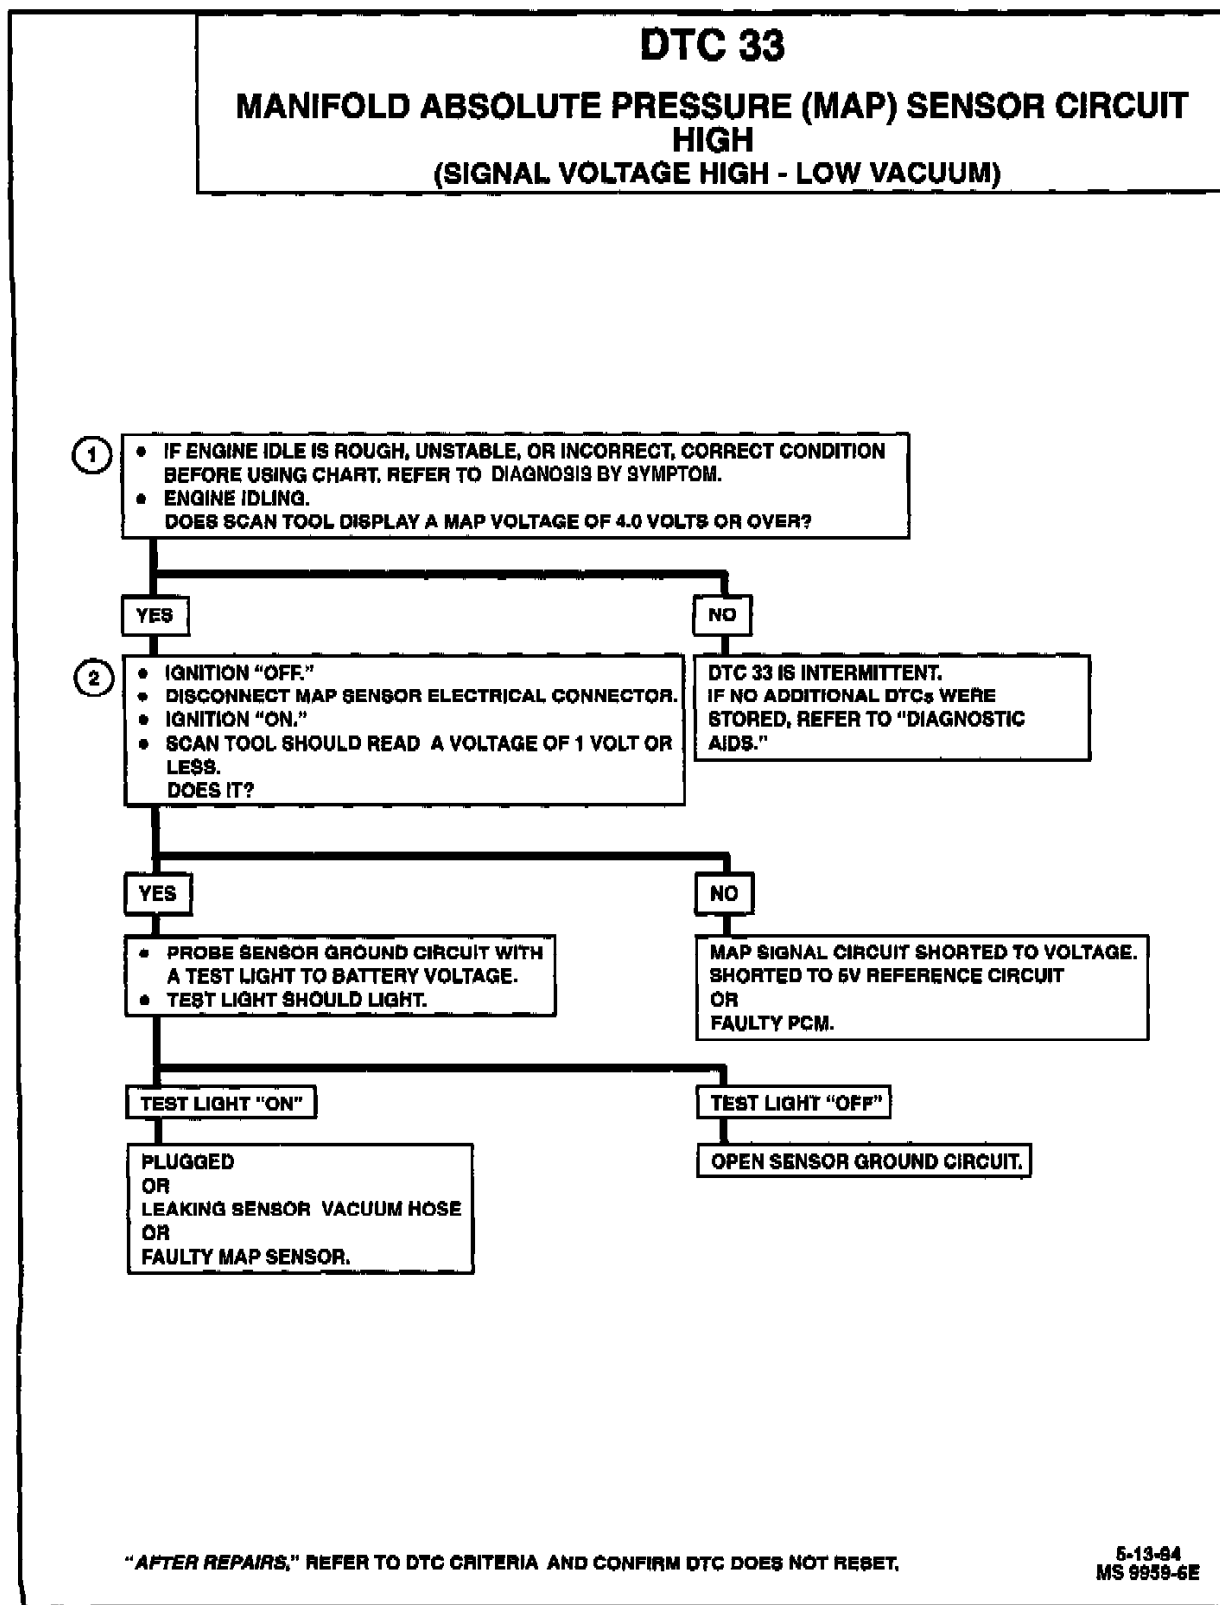 DTC 33
MANIFOLD ABSOLUTE PRESSURE (MAP) SENSOR CIRCUIT
HIGH
(SIGNAL VOLTAGE HIGH - LOW VACUUM)
1
• IF ENGINE IDLE IS ROUGH, UNSTABLE, OR INCORRECT, CORRECT CONDITION
BEFORE USING CHART. REFER TO DIAGNOSIS BY SYMPTOM.
• ENGINE IDLING.
DOES SCAN TOOL DISPLAY A MAP VOLTAGE OF 4.0 VOLTS OR OVER?
YES
NO
2
• IGNITION “OFF.”
• DISCONNECT MAP SENSOR ELECTRICAL CONNECTOR.
• IGNITION “ON.”
• SCAN TOOL SHOULD READ A VOLTAGE OF 1 VOLT OR
LESS.
DOES IT?
DTC 33 IS INTERMITTENT.
IF NO ADDITIONAL DTCs WERE
STORED, REFER TO “DIAGNOSTIC
AIDS.”
YES
NO
• PROBE SENSOR GROUND CIRCUIT WITH
A TEST LIGHT TO BATTERY VOLTAGE.
• TEST LIGHT SHOULD LIGHT.
MAP SIGNAL CIRCUIT SHORTED TO VOLTAGE.
SHORTED TO 5V REFERENCE CIRCUIT
OR
FAULTY PCM.
TEST LIGHT “ON”
TEST LIGHT “OFF”
PLUGGED
OR
LEAKING SENSOR VACUUM HOSE
OR
FAULTY MAP SENSOR.
OPEN SENSOR GROUND CIRCUIT.
“AFTER REPAIRS,” REFER TO DTC CRITERIA AND CONFIRM DTC DOES NOT RESET.
5-13-94
MS 9959-6E